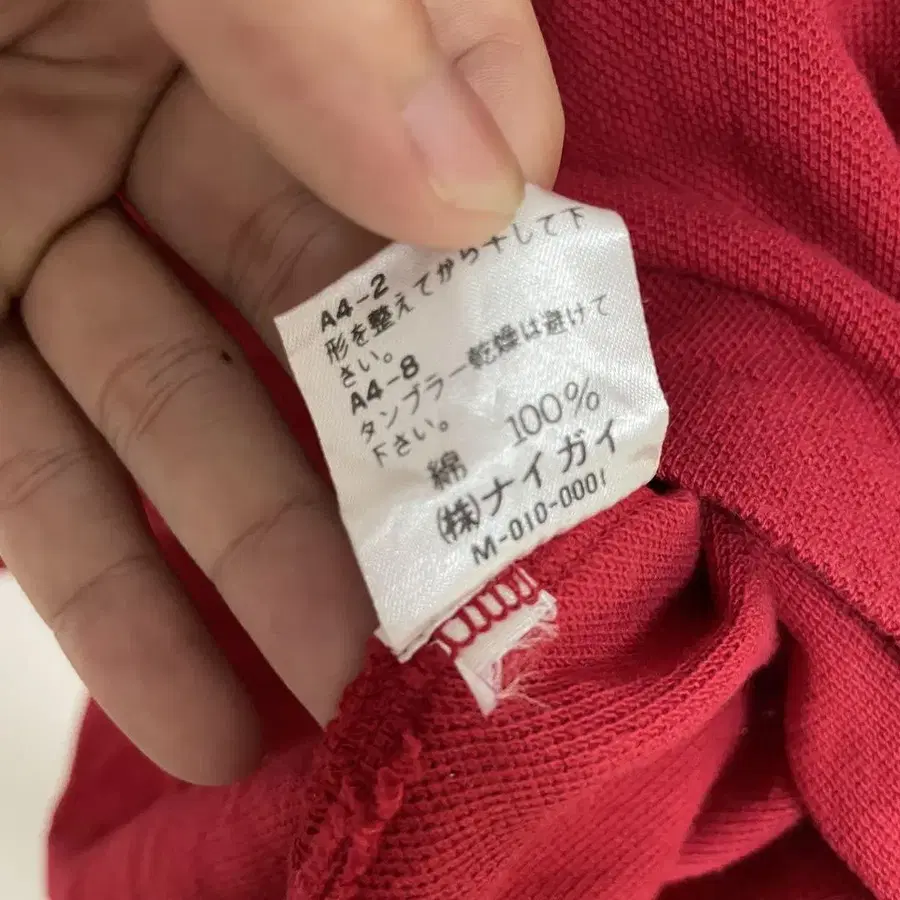 A4-2
形を整えてから干して下
さい。
A4-8
タンブラー乾燥は避けて
下さい。
綿 100%
(株)ナイガイ
M-010-0001